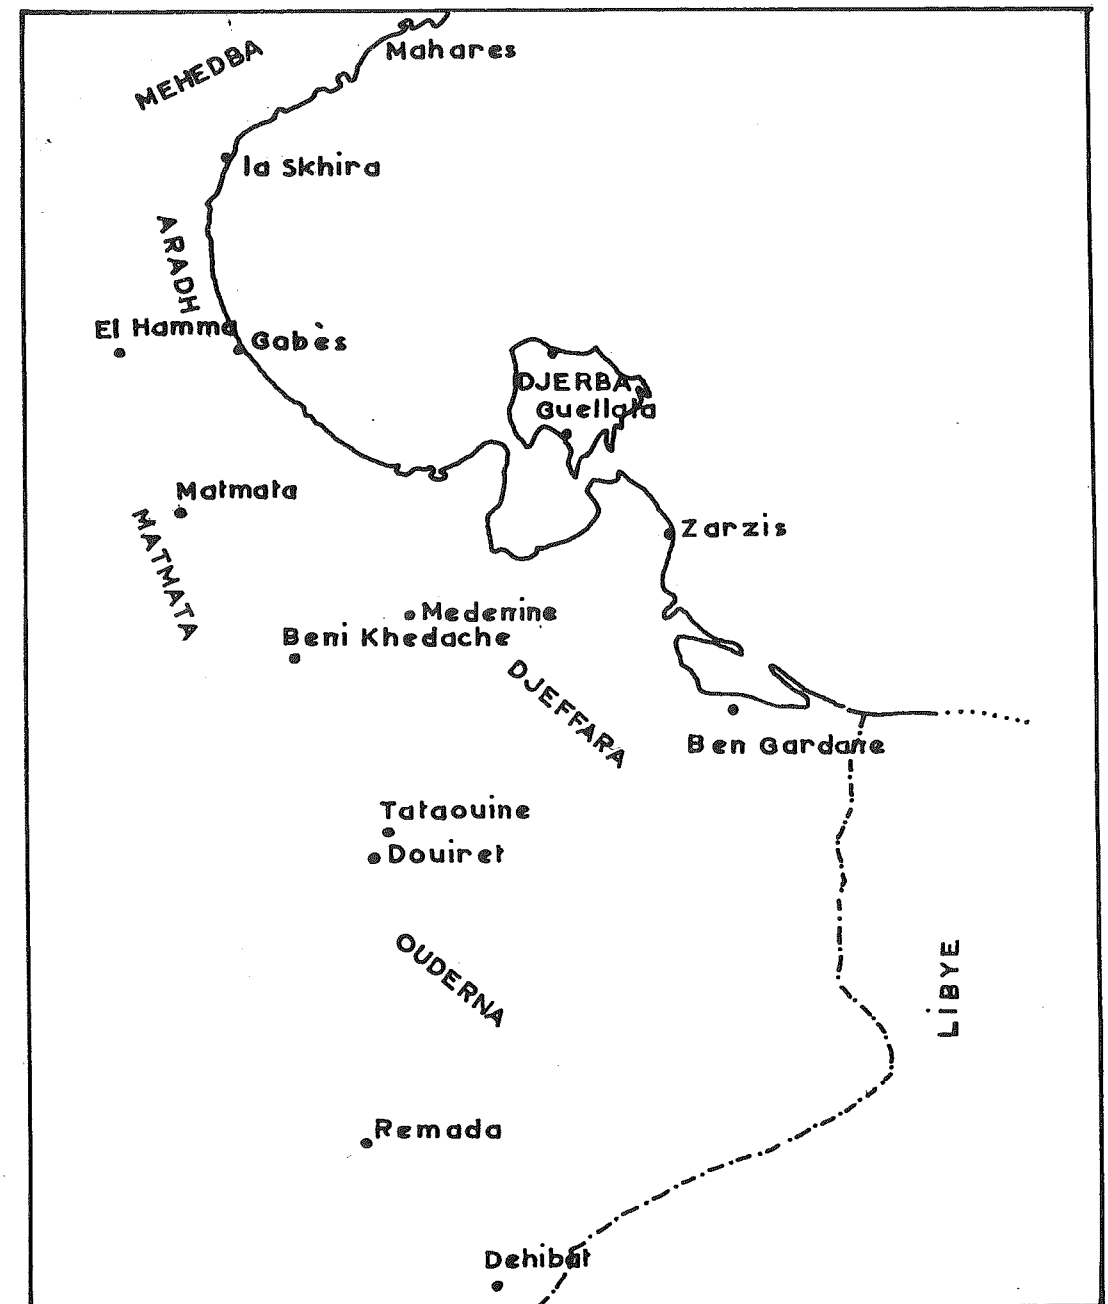 Mahares
MEHEDBA
la Skhira
ARADH
El Hamma
Gabès
DJERBA
Guellala
Matmata
MATMATA
Zarzis
Medenine
Beni Khedache
DJEFFARA
Ben Gardane
Tataouine
Douiret
OUDERNA
LIBYE
Remada
Dehibat